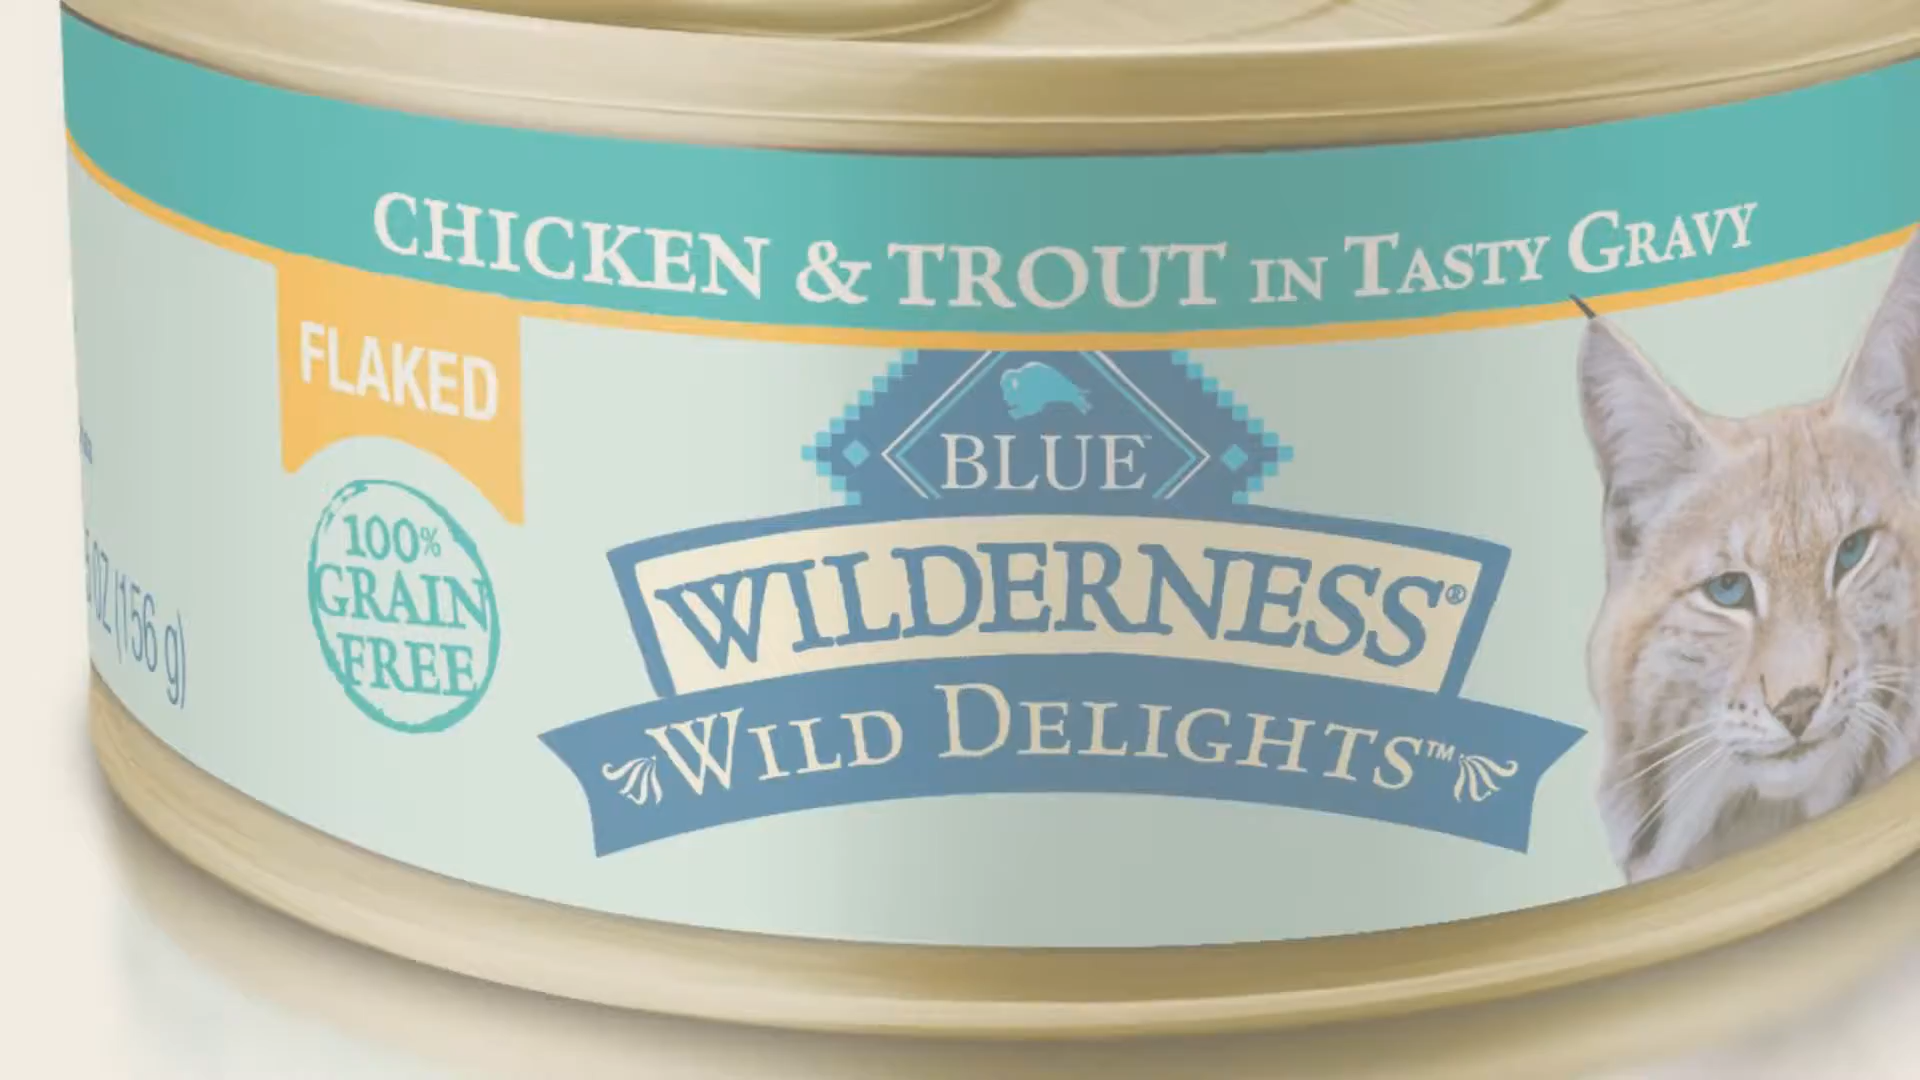 CHICKEN & TROUT IN TASTY GRAVY
FLAKED
BLUE
100%
GRAIN
FREE
WILDERNESS®
WILD DELIGHTS™
OZ (156 g)